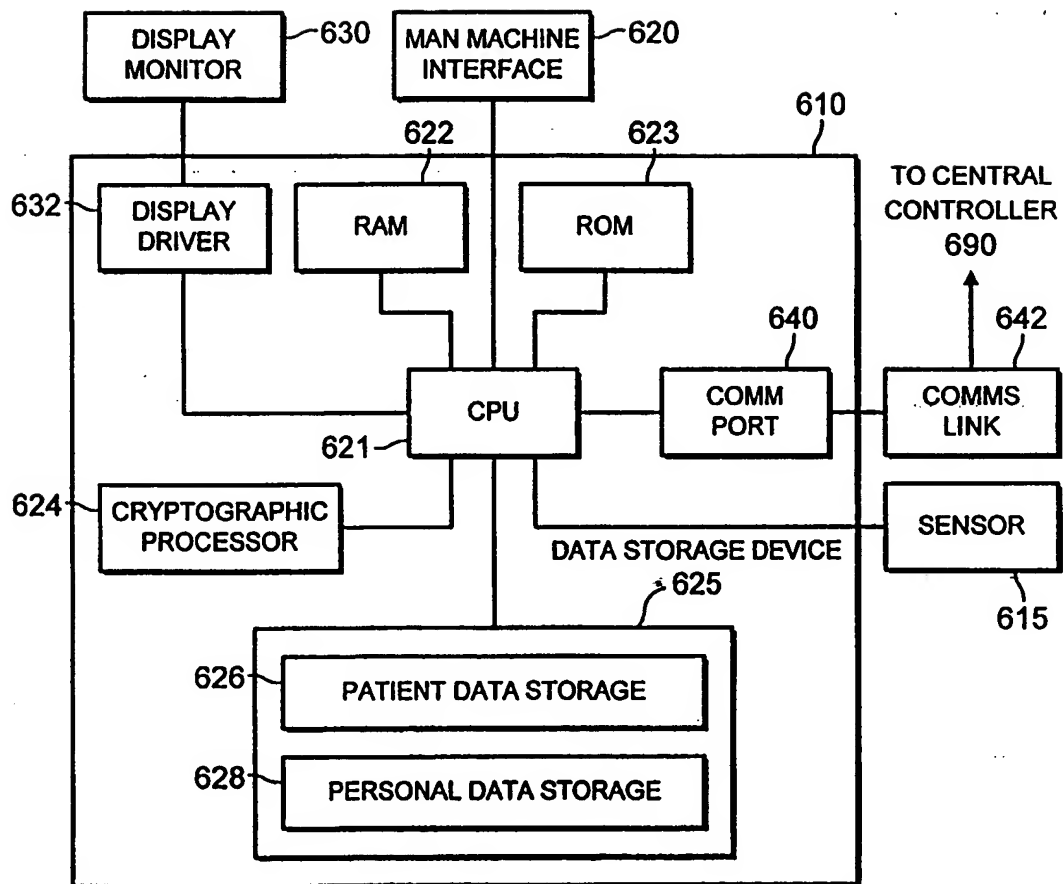 DISPLAY
MONITOR
630
MAN MACHINE
INTERFACE
620
610
622
623
632
DISPLAY
DRIVER
RAM
ROM
TO CENTRAL
CONTROLLER
690
640
642
CPU
621
COMM
PORT
COMMS
LINK
624
CRYPTOGRAPHIC
PROCESSOR
SENSOR
615
DATA STORAGE DEVICE
625
626
PATIENT DATA STORAGE
628
PERSONAL DATA STORAGE